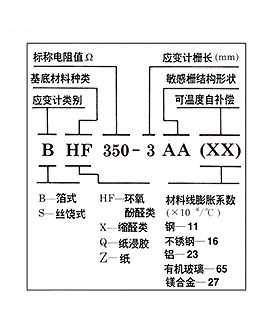 标称电阻值Ω 应变计栅长(mm)
基底材料种类 敏感栅结构形状
应变计类别 可温度自补偿
B HF 350-3 AA (XX)
B—箔式 HF—环氧 材料线膨胀系数
S—丝饶式 酚醛类 (×10⁻⁶/℃)
X—缩醛类 钢—11
Q—纸浸胶 不锈钢—16
Z—纸 铝—23
有机玻璃—65
镁合金—27